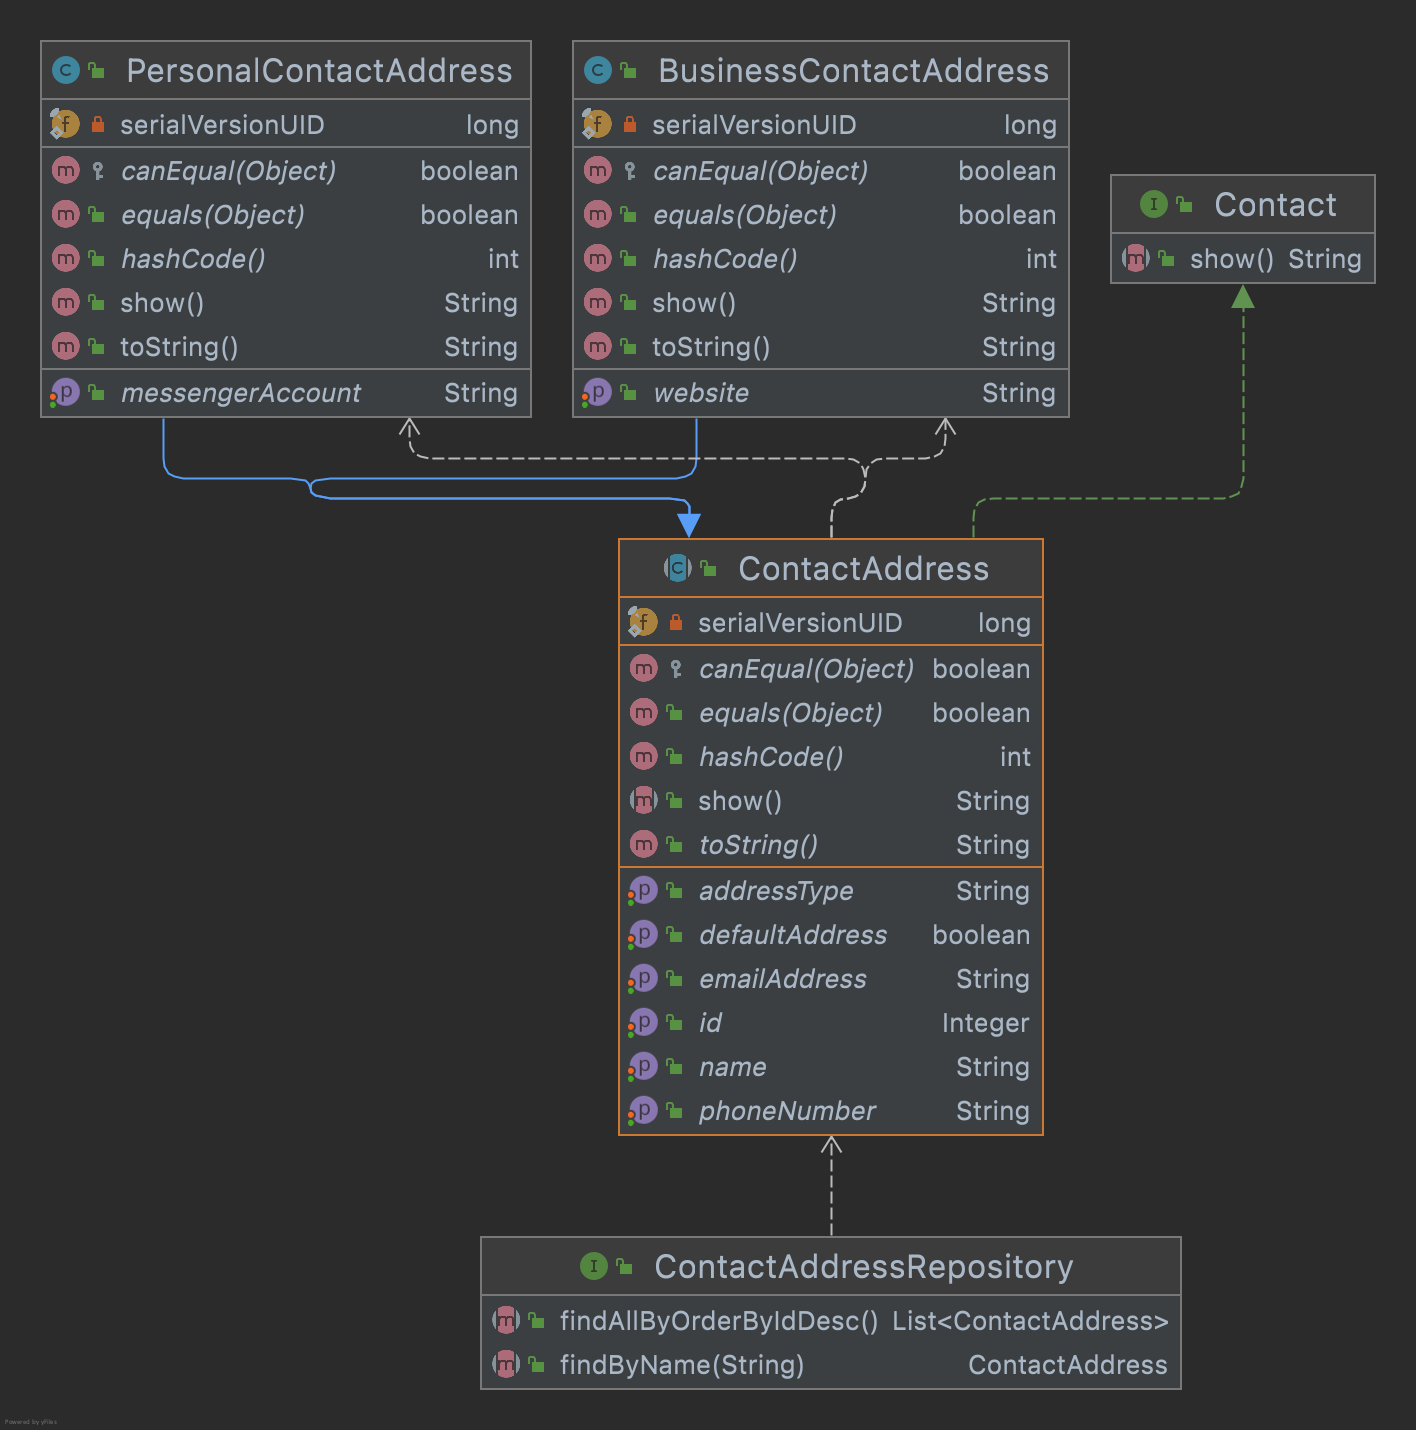 PersonalContactAddress
serialVersionUID long
canEqual(Object) boolean
equals(Object) boolean
hashCode() int
show() String
toString() String
messengerAccount String
BusinessContactAddress
serialVersionUID long
canEqual(Object) boolean
equals(Object) boolean
hashCode() int
show() String
toString() String
website String
Contact
show() String
ContactAddress
serialVersionUID long
canEqual(Object) boolean
equals(Object) boolean
hashCode() int
show() String
toString() String
addressType String
defaultAddress boolean
emailAddress String
id Integer
name String
phoneNumber String
ContactAddressRepository
findAllByOrderByIdDesc() List<ContactAddress>
findByName(String) ContactAddress
Powered by yFiles